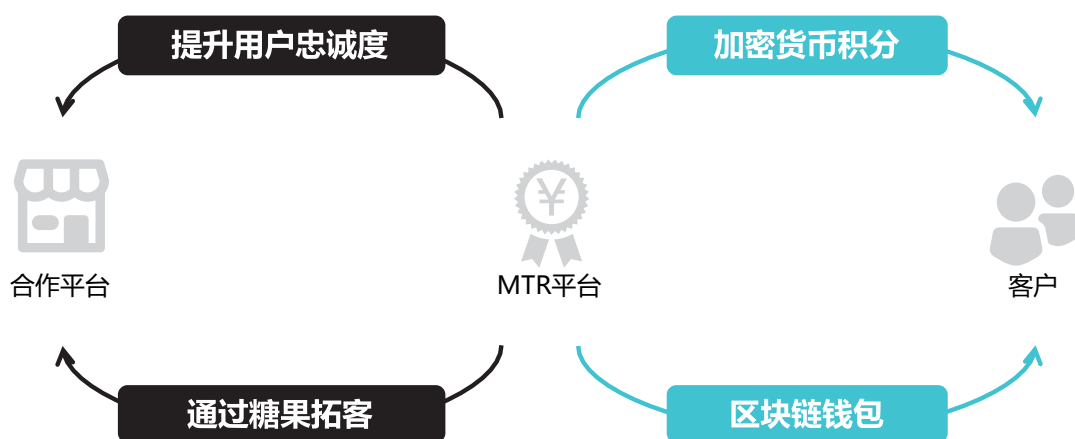 提升用户忠诚度
加密货币积分
合作平台
MTR平台
客户
通过糖果拓客
区块链钱包